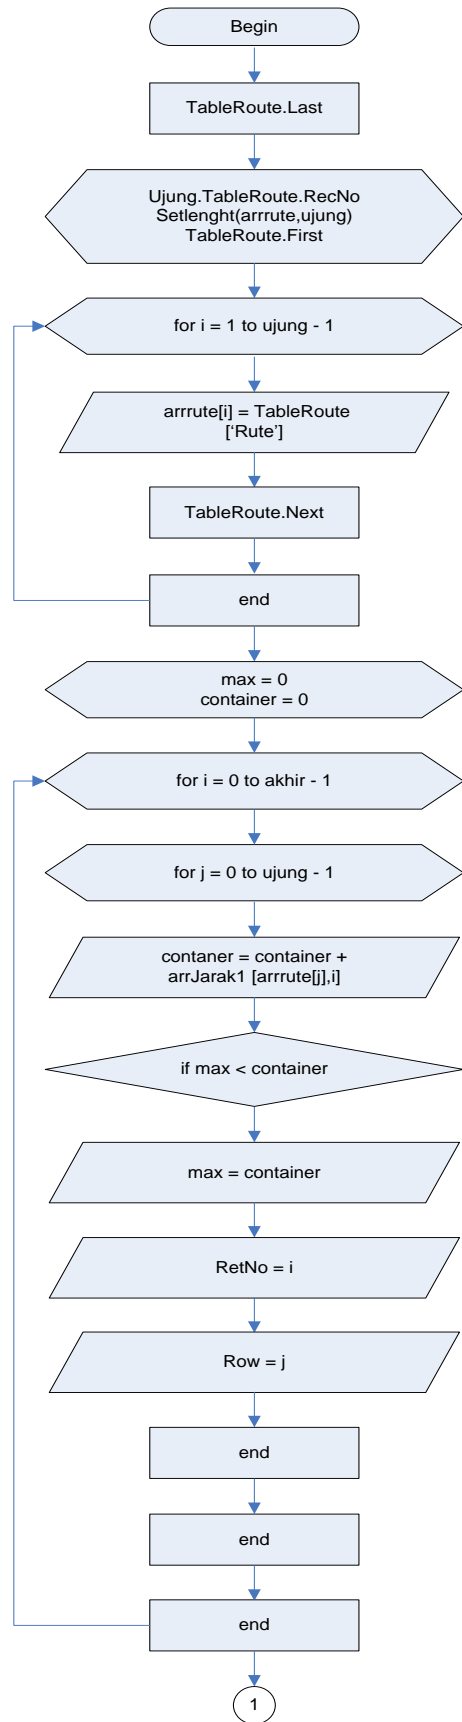 Begin
TableRoute.Last
Ujung.TableRoute.RecNo
Setlenght(arrrute,ujung)
TableRoute.First
for i = 1 to ujung - 1
arrrute[i] = TableRoute
[‘Rute’]
TableRoute.Next
end
max = 0
container = 0
for i = 0 to akhir - 1
for j = 0 to ujung - 1
contaner = container +
arrJarak1 [arrrute[j],i]
if max < container
max = container
RetNo = i
Row = j
end
end
end
1